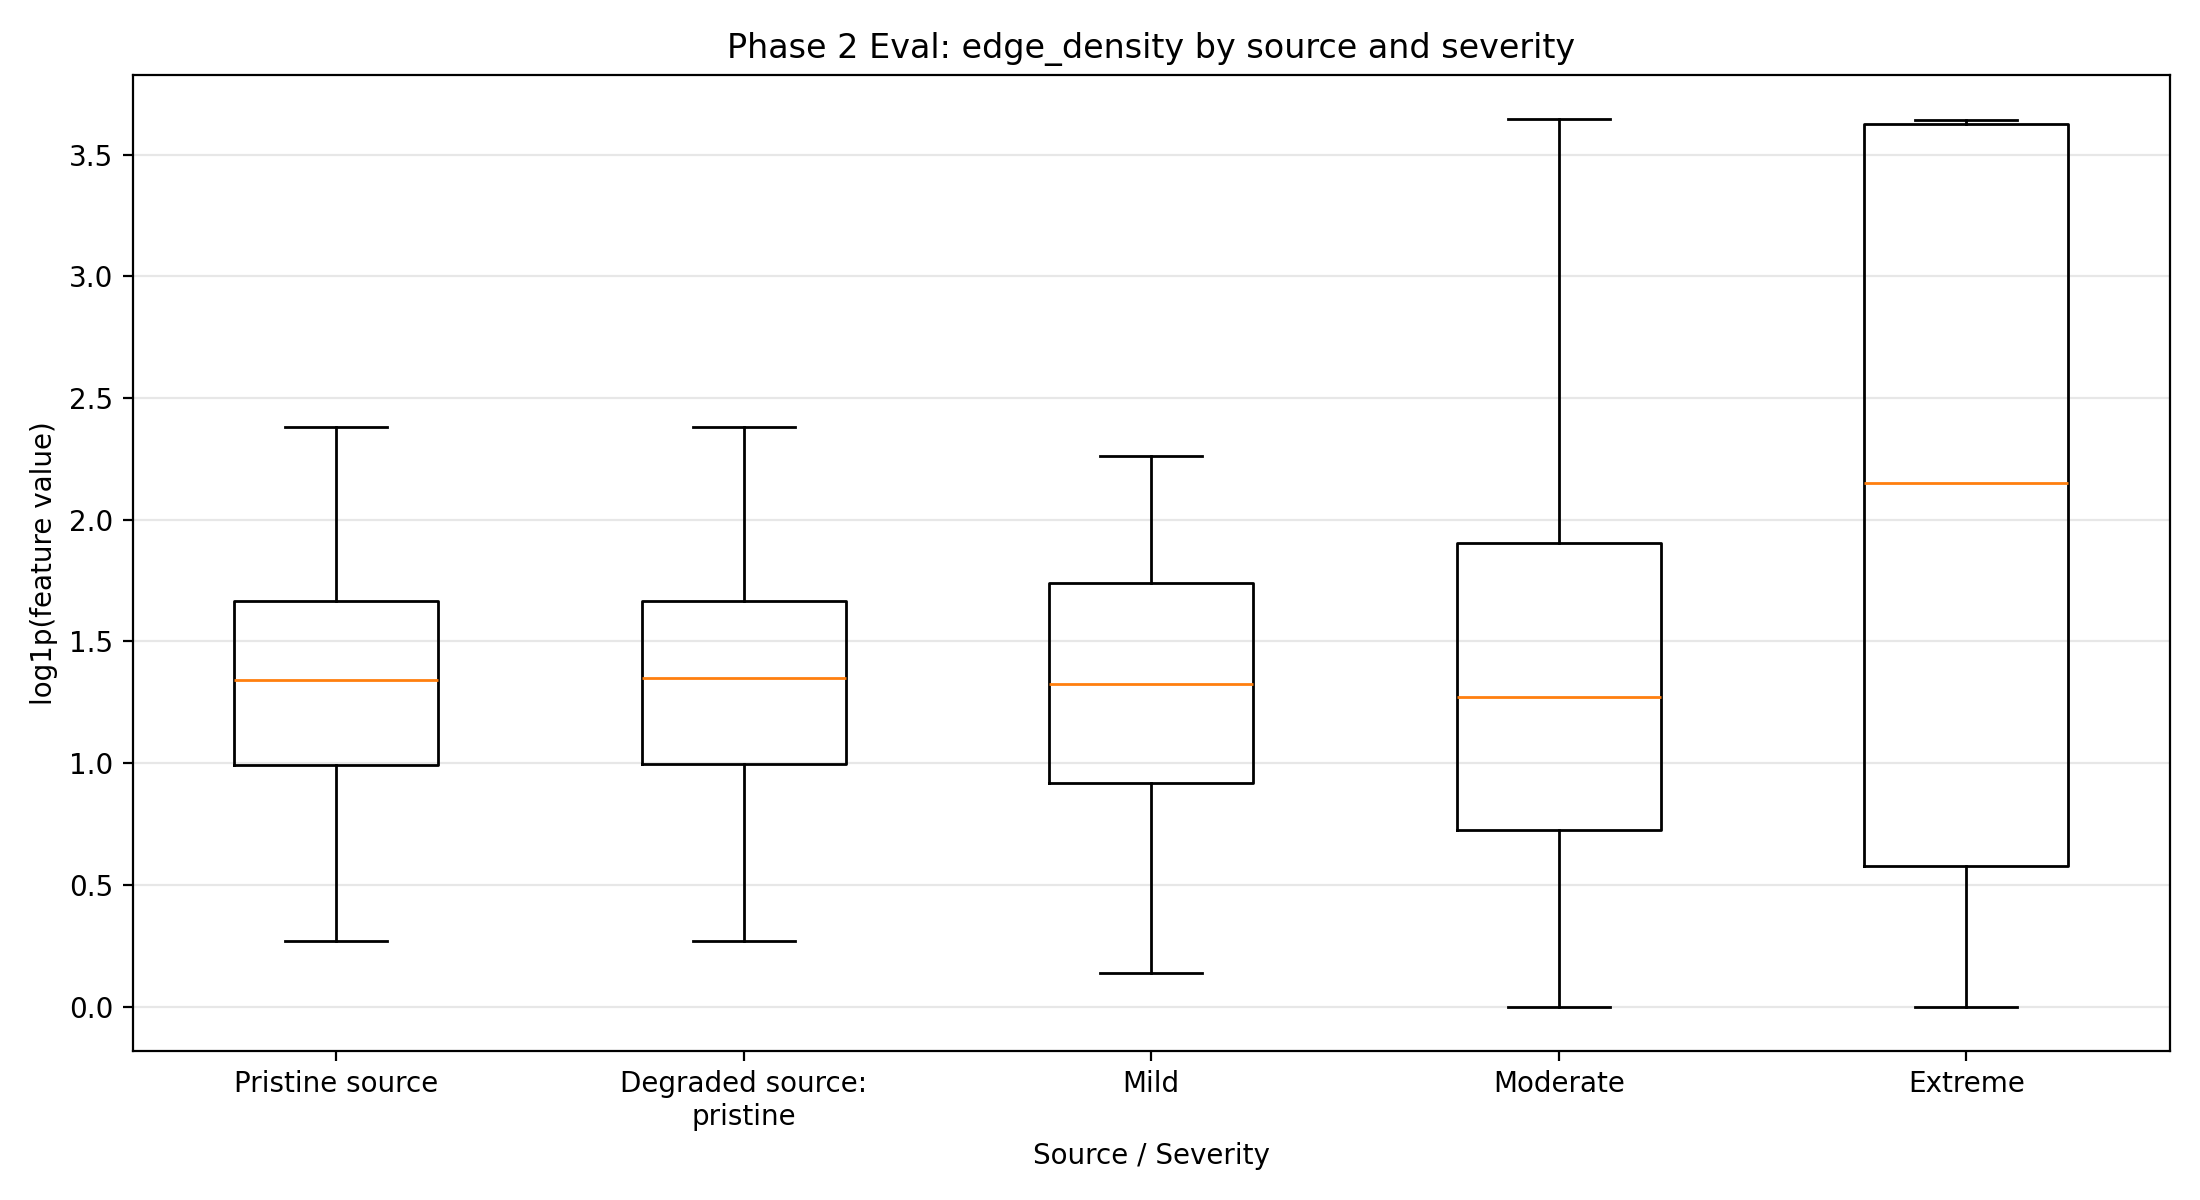 Phase 2 Eval: edge_density by source and severity
log1p(feature value)
3.5
3.0
2.5
2.0
1.5
1.0
0.5
0.0
Pristine source
Degraded source:
pristine
Mild
Moderate
Extreme
Source / Severity